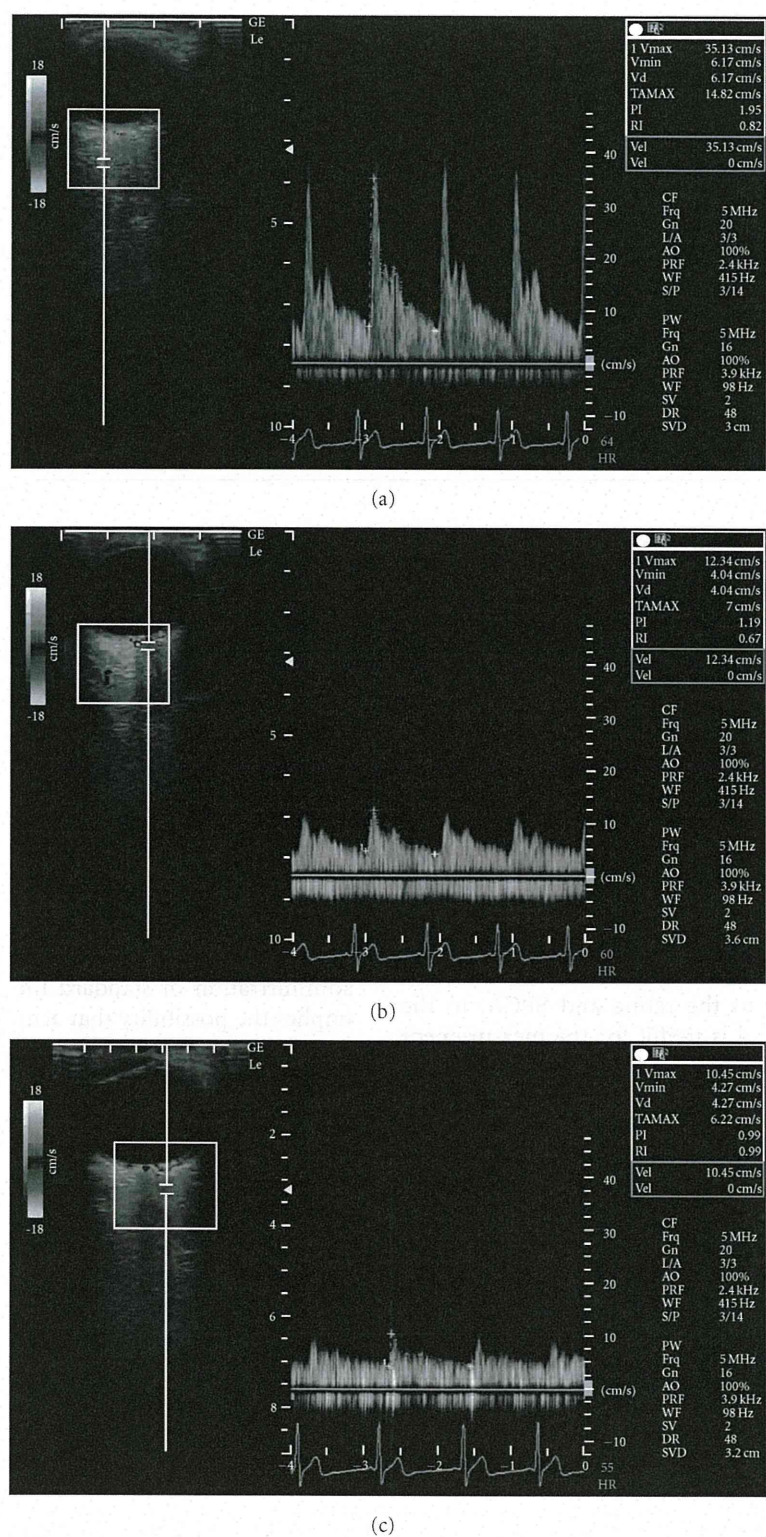 GE
Le
18
cm/s
-18
5
10
40
30
20
10
(cm/s)
-10
-4 -3 -2 -1 0
64
HR
1 Vmax 35.13 cm/s
Vmin 6.17 cm/s
Vd 6.17 cm/s
TAMAX 14.82 cm/s
PI 1.95
RI 0.82
Vel 35.13 cm/s
Vel 0 cm/s
CF
Frq 5 MHz
Gn 20
L/A 3/3
AO 100%
PRF 2.4 kHz
WF 415 Hz
S/P 3/14
PW
Frq 5 MHz
Gn 16
AO 100%
PRF 3.9 kHz
WF 98 Hz
SV 2
DR 48
SVD 3 cm
(a)
GE
Le
18
cm/s
-18
5
10
40
30
20
10
(cm/s)
-10
-4 -3 -2 -1 0
60
HR
1 Vmax 12.34 cm/s
Vmin 4.04 cm/s
Vd 4.04 cm/s
TAMAX 7 cm/s
PI 1.19
RI 0.67
Vel 12.34 cm/s
Vel 0 cm/s
CF
Frq 5 MHz
Gn 20
L/A 3/3
AO 100%
PRF 2.4 kHz
WF 415 Hz
S/P 3/14
PW
Frq 5 MHz
Gn 16
AO 100%
PRF 3.9 kHz
WF 98 Hz
SV 2
DR 48
SVD 3.6 cm
(b)
GE
Le
18
cm/s
-18
2
4
6
8
40
30
20
10
(cm/s)
-10
-4 -3 -2 -1 0
55
HR
1 Vmax 10.45 cm/s
Vmin 4.27 cm/s
Vd 4.27 cm/s
TAMAX 6.22 cm/s
PI 0.99
RI 0.99
Vel 10.45 cm/s
Vel 0 cm/s
CF
Frq 5 MHz
Gn 20
L/A 3/3
AO 100%
PRF 2.4 kHz
WF 415 Hz
S/P 3/14
PW
Frq 5 MHz
Gn 16
AO 100%
PRF 3.9 kHz
WF 98 Hz
SV 2
DR 48
SVD 3.2 cm
(c)